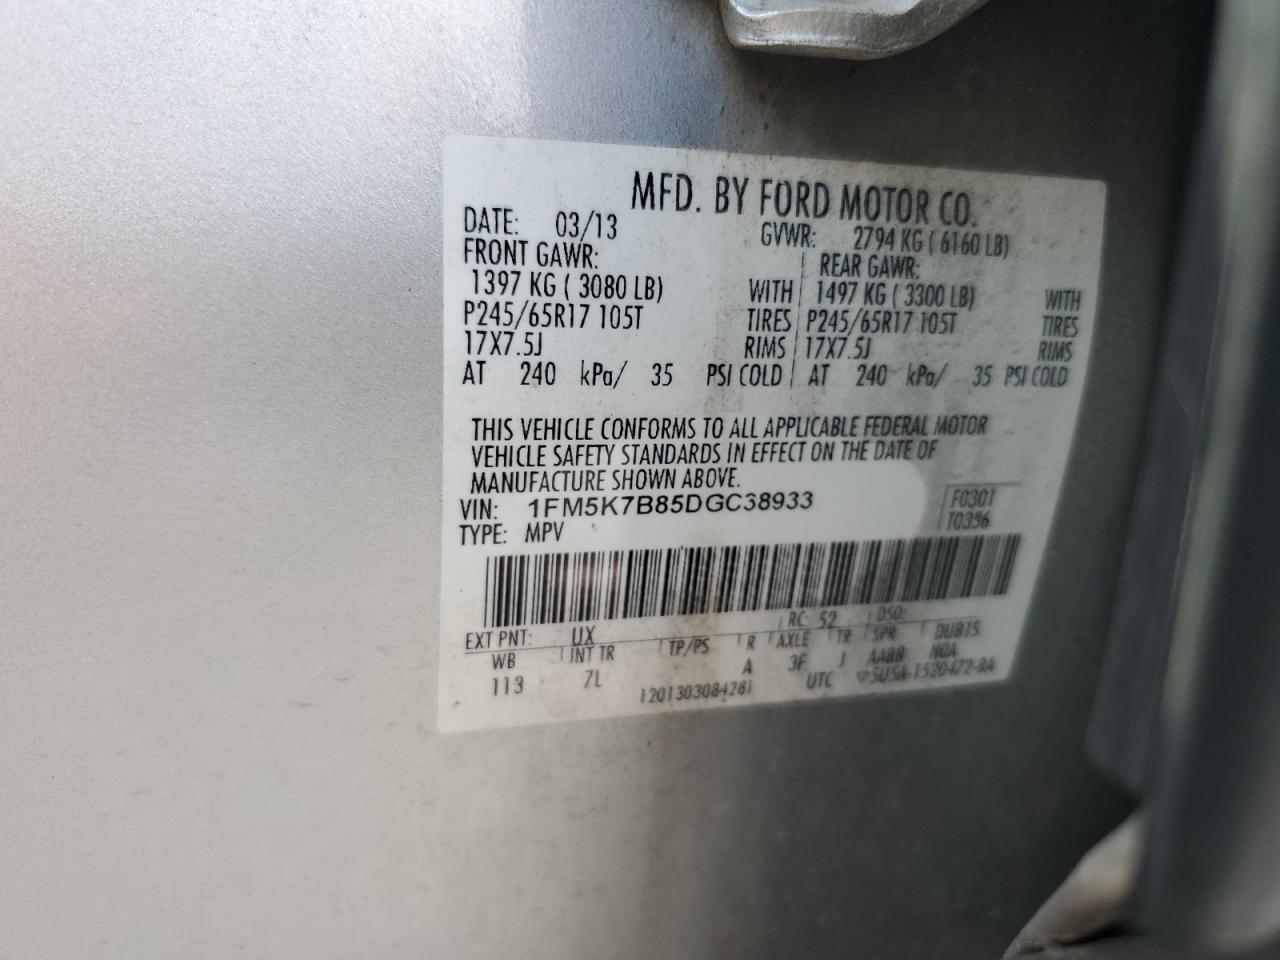 MFD. BY FORD MOTOR CO.
DATE: 03/13 GVWR: 2794 KG ( 6160 LB)
FRONT GAWR: REAR GAWR:
1397 KG ( 3080 LB) WITH 1497 KG ( 3300 LB) WITH
P245/65R17 105T TIRES P245/65R17 105T TIRES
17X7.5J RIMS 17X7.5J RIMS
AT 240 kPa/ 35 PSI COLD AT 240 kPa/ 35 PSI COLD
THIS VEHICLE CONFORMS TO ALL APPLICABLE FEDERAL MOTOR
VEHICLE SAFETY STANDARDS IN EFFECT ON THE DATE OF
MANUFACTURE SHOWN ABOVE.
VIN: 1FM5K7B85DGC38933 F0301
TYPE: MPV T0396
EXT PNT: UX RC: 52 DSO:
WB INT TR TP/PS R AXLE TR SPR DUB15
113 7L A 3F J AABB NOA
120130308428 UTC 5U5A-1520472-BA